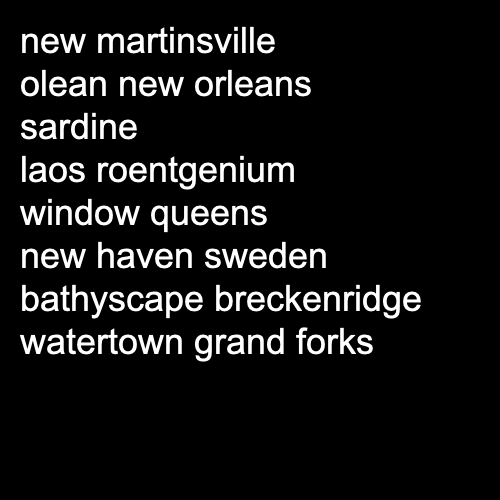 new martinsville
olean new orleans
sardine
laos roentgenium
window queens
new haven sweden
bathyscape breckenridge
watertown grand forks